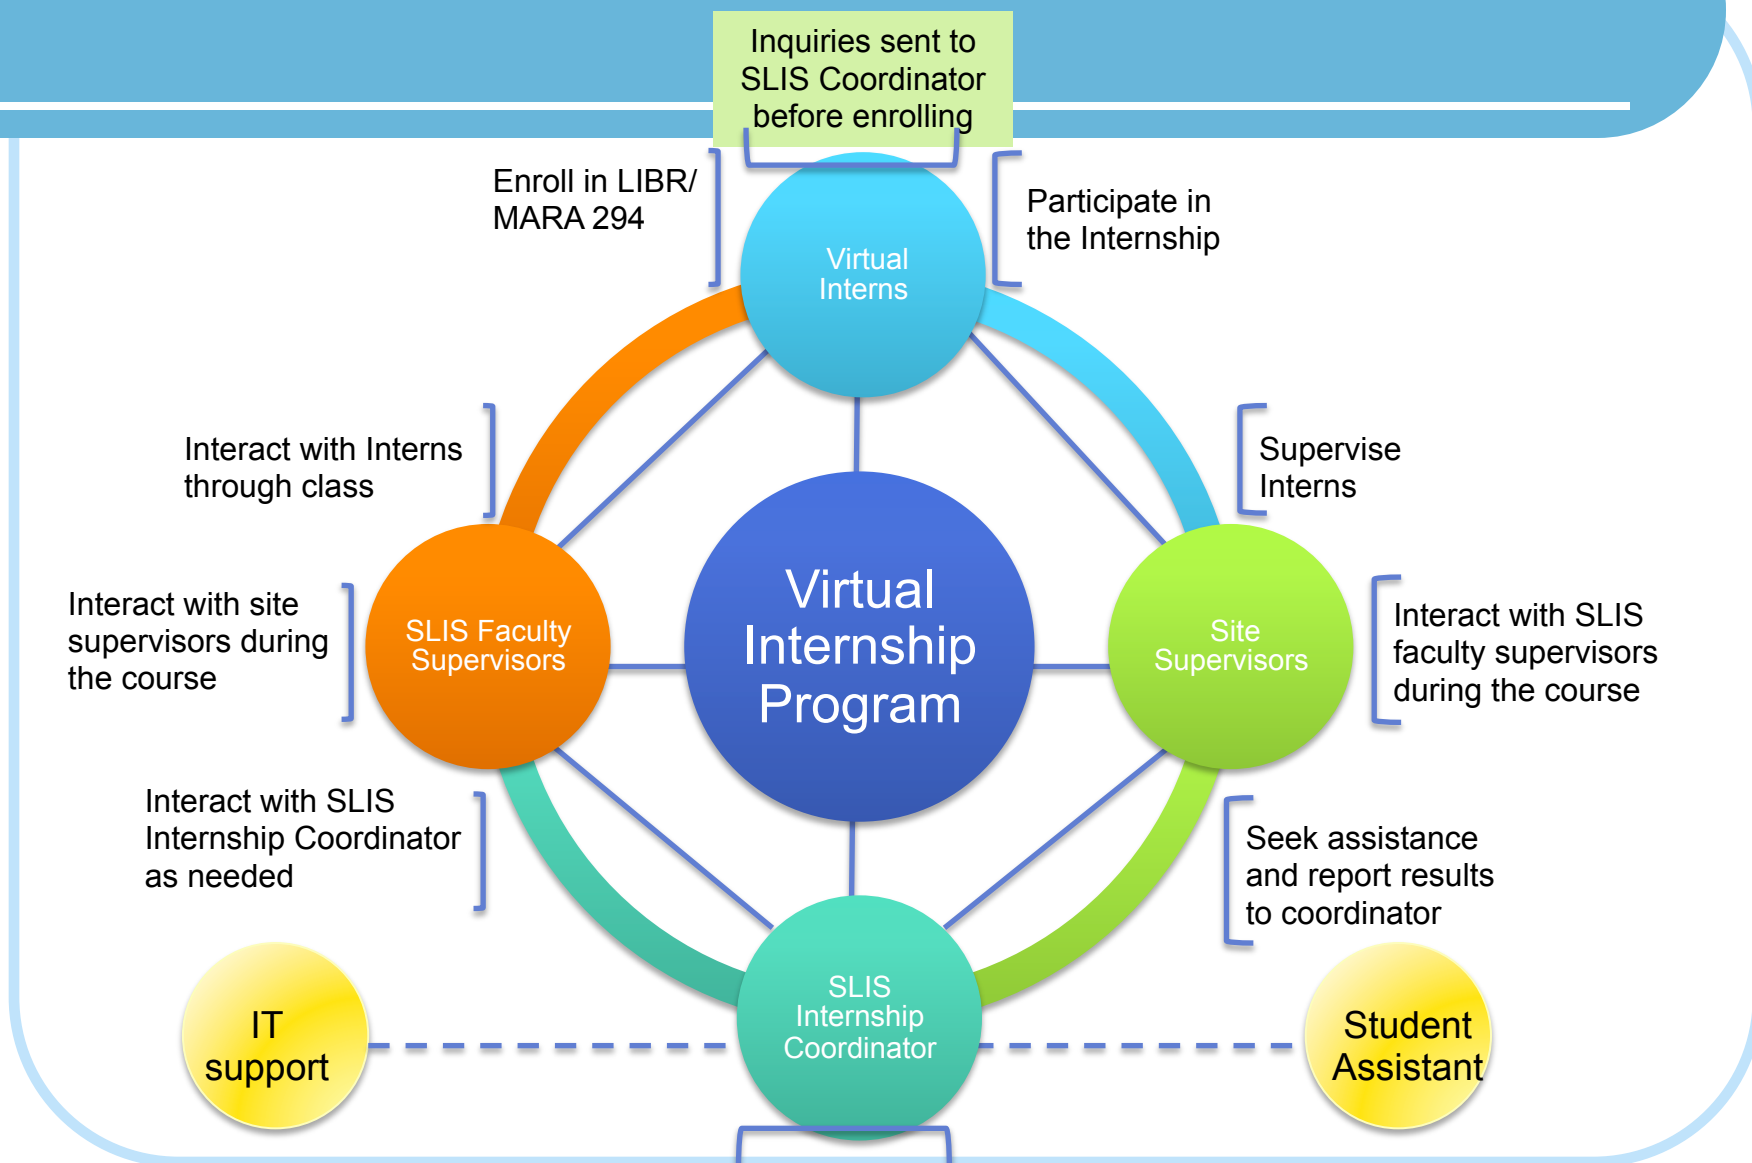 Inquiries sent to
SLIS Coordinator
before enrolling
Enroll in LIBR/
MARA 294
Participate in
the Internship
Virtual
Interns
Interact with Interns
through class
Supervise
Interns
Interact with site
supervisors during
the course
SLIS Faculty
Supervisors
Virtual
Internship
Program
Site
Supervisors
Interact with SLIS
faculty supervisors
during the course
Interact with SLIS
Internship Coordinator
as needed
Seek assistance
and report results
to coordinator
IT
support
SLIS
Internship
Coordinator
Student
Assistant